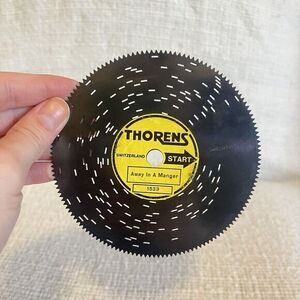 THORENS
SWITZERLAND START
Away In A Manger
1533